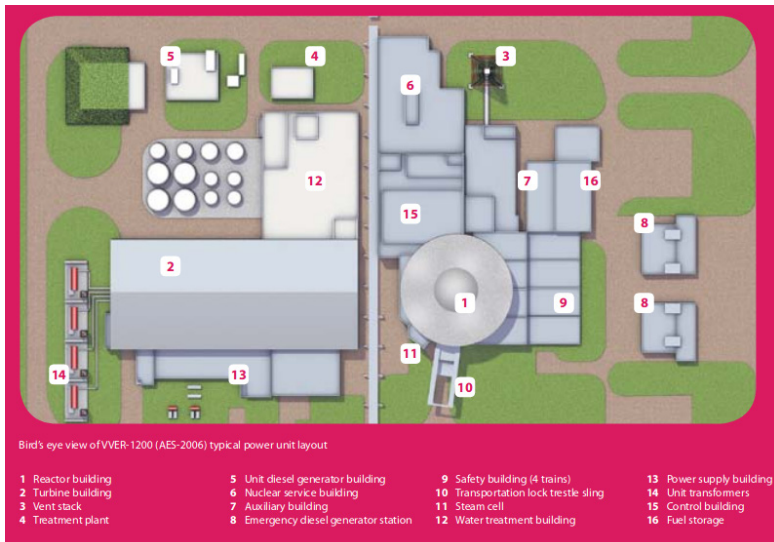 5
4
3
6
12
7
16
15
8
2
1
9
8
11
14
13
10
Bird's eye view of VVER-1200 (AES-2006) typical power unit layout
1 Reactor building
2 Turbine building
3 Vent stack
4 Treatment plant
5 Unit diesel generator building
6 Nuclear service building
7 Auxiliary building
8 Emergency diesel generator station
9 Safety building (4 trains)
10 Transportation lock trestle sling
11 Steam cell
12 Water treatment building
13 Power supply building
14 Unit transformers
15 Control building
16 Fuel storage